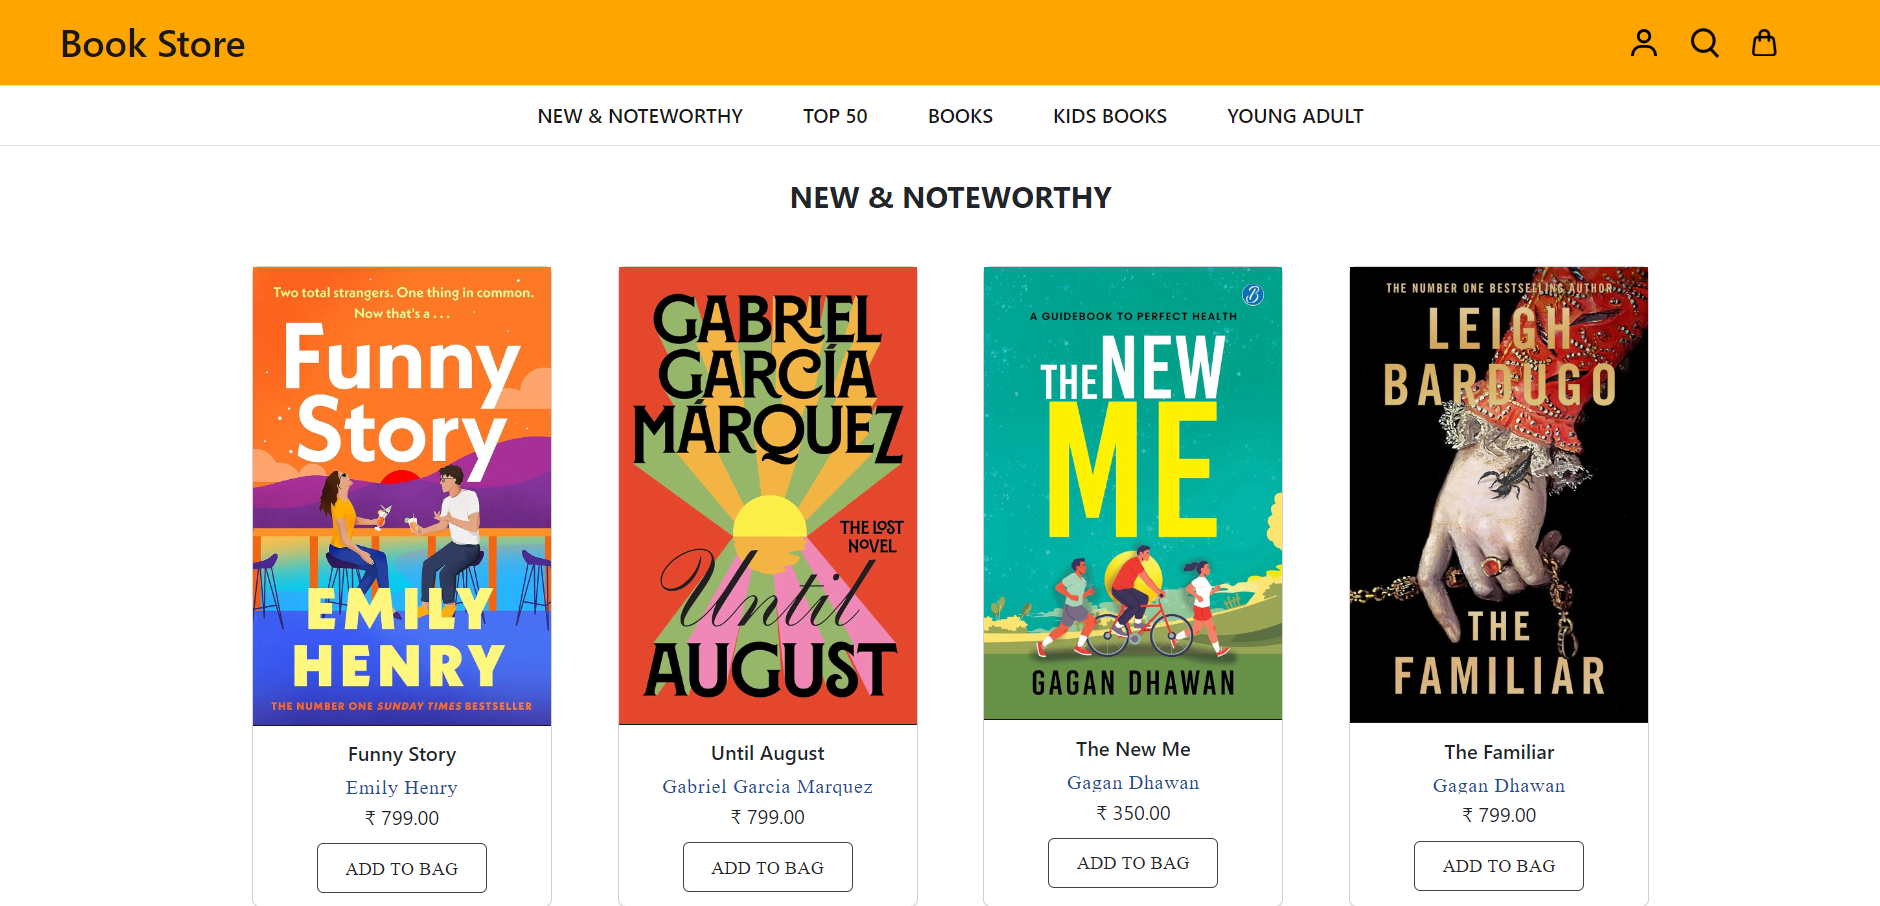 Book Store
NEW & NOTEWORTHY
TOP 50
BOOKS
KIDS BOOKS
YOUNG ADULT
NEW & NOTEWORTHY
Two total strangers. One thing in common.
Now that's a . . .
Funny
Story
EMILY
HENRY
THE NUMBER ONE SUNDAY TIMES BESTSELLER
Funny Story
Emily Henry
₹ 799.00
ADD TO BAG
GABRIEL
GARCÍA
MÁRQUEZ
THE LOST
NOVEL
Until
AUGUST
Until August
Gabriel Garcia Marquez
₹ 799.00
ADD TO BAG
B
A GUIDEBOOK TO PERFECT HEALTH
THE NEW
ME
GAGAN DHAWAN
The New Me
Gagan Dhawan
₹ 350.00
ADD TO BAG
THE NUMBER ONE BESTSELLING AUTHOR
LEIGH
BARDUGO
THE
FAMILIAR
The Familiar
Gagan Dhawan
₹ 799.00
ADD TO BAG